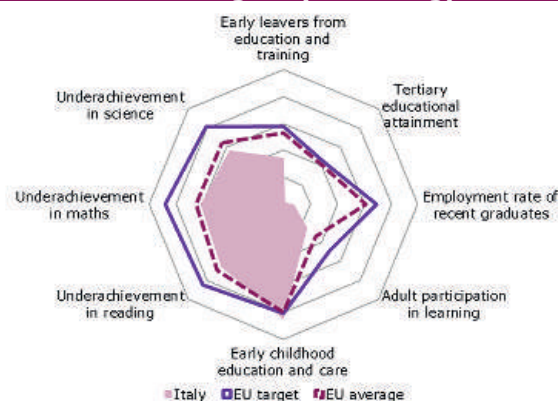 Early leavers from
education and
training
Tertiary
educational
attainment
Employment rate of
recent graduates
Adult participation
in learning
Early childhood
education and care
Underachievement
in reading
Underachievement
in maths
Underachievement
in science
Italy EU target EU average